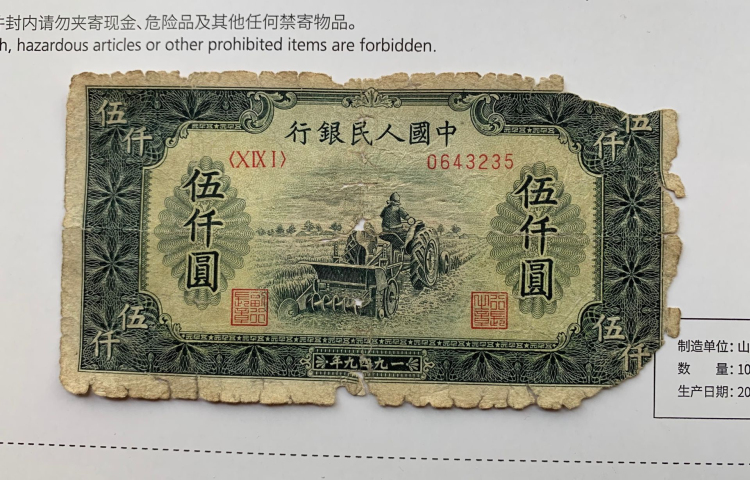 件封内请勿夹寄现金、危险品及其他任何禁寄物品。
h, hazardous articles or other prohibited items are forbidden.
伍仟
伍仟
行銀民人國中
〈XIXI〉
0643235
伍仟圓
伍仟圓
伍仟
伍仟
年九四九一
制造单位:山
数 量:10
生产日期:20